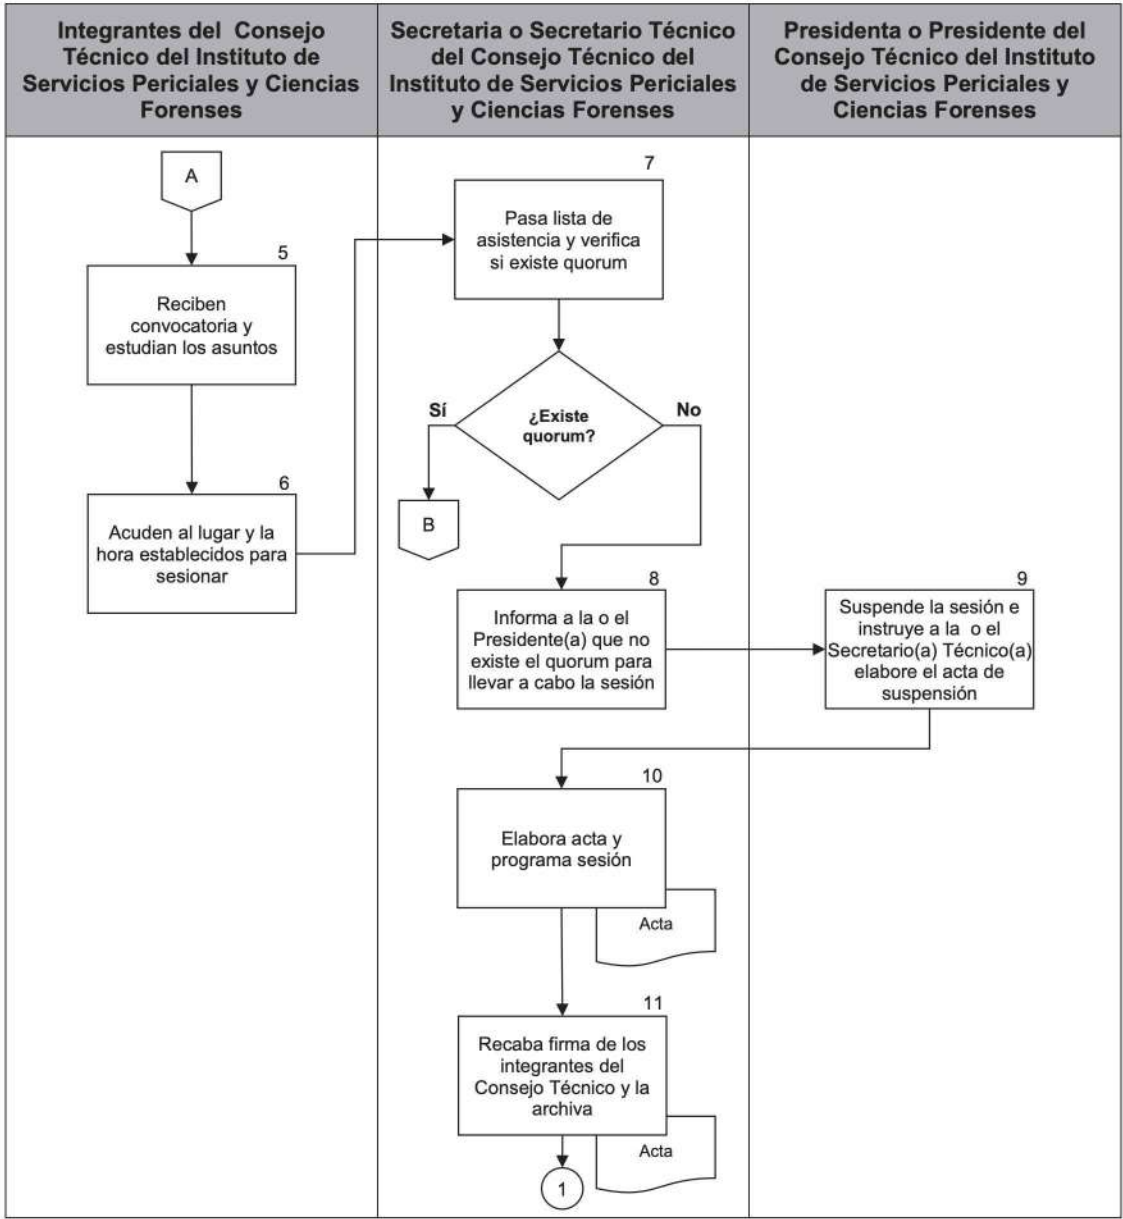 Integrantes del Consejo
Técnico del Instituto de
Servicios Periciales y Ciencias
Forenses
Secretaria o Secretario Técnico
del Consejo Técnico del
Instituto de Servicios Periciales
y Ciencias Forenses
Presidenta o Presidente del
Consejo Técnico del Instituto
de Servicios Periciales y
Ciencias Forenses
A
5
Reciben
convocatoria y
estudian los asuntos
6
Acuden al lugar y la
hora establecidos para
sesionar
7
Pasa lista de
asistencia y verifica
si existe quorum
¿Existe
quorum?
Sí
No
B
8
Informa a la o el
Presidente(a) que no
existe el quorum para
llevar a cabo la sesión
9
Suspende la sesión e
instruye a la o el
Secretario(a) Técnico(a)
elabore el acta de
suspensión
10
Elabora acta y
programa sesión
Acta
11
Recaba firma de los
integrantes del
Consejo Técnico y la
archiva
Acta
1